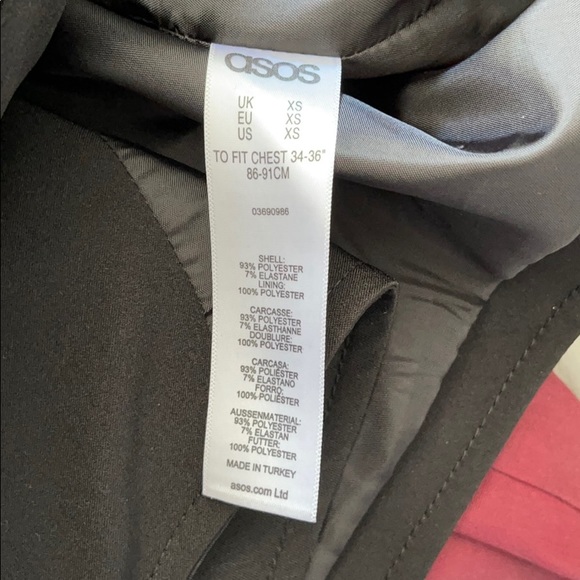 asos
UK XS
EU XS
US XS
TO FIT CHEST 34-36"
86-91CM
03690986
SHELL:
93% POLYESTER
7% ELASTANE
LINING:
100% POLYESTER
CARCASSE:
93% POLYESTER
7% ELASTHANNE
DOUBLURE:
100% POLYESTER
CARCASA:
93% POLIÉSTER
7% ELASTANO
FORRO:
100% POLIÉSTER
AUSSENMATERIAL:
93% POLYESTER
7% ELASTAN
FUTTER:
100% POLYESTER
MADE IN TURKEY
asos.com Ltd